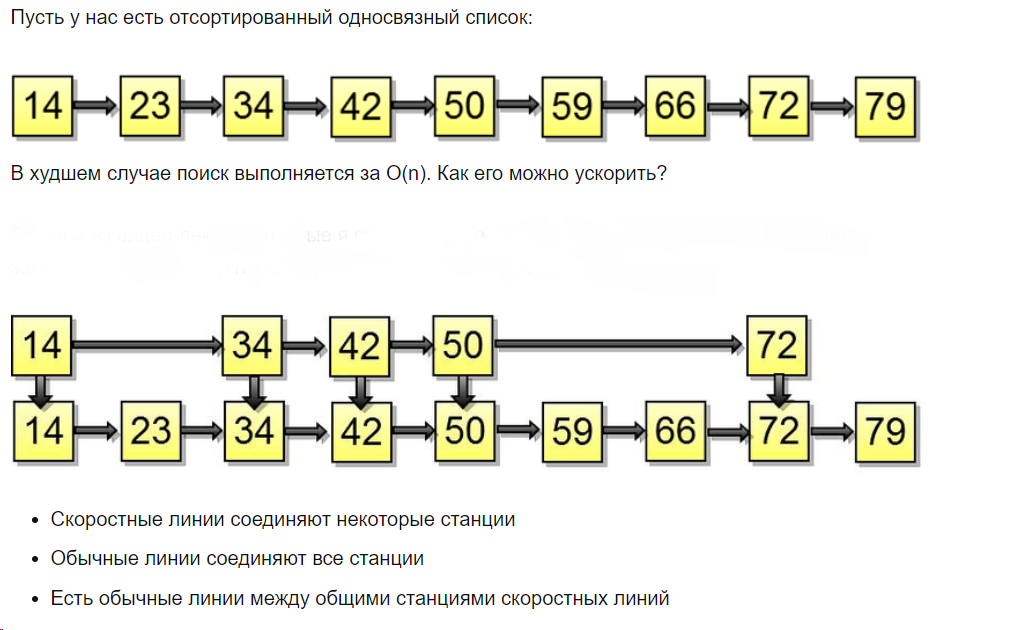 Пусть у нас есть отсортированный односвязный список:
14 23 34 42 50 59 66 72 79
В худшем случае поиск выполняется за O(n). Как его можно ускорить?
14 34 42 50 72
14 23 34 42 50 59 66 72 79
• Скоростные линии соединяют некоторые станции
• Обычные линии соединяют все станции
• Есть обычные линии между общими станциями скоростных линий